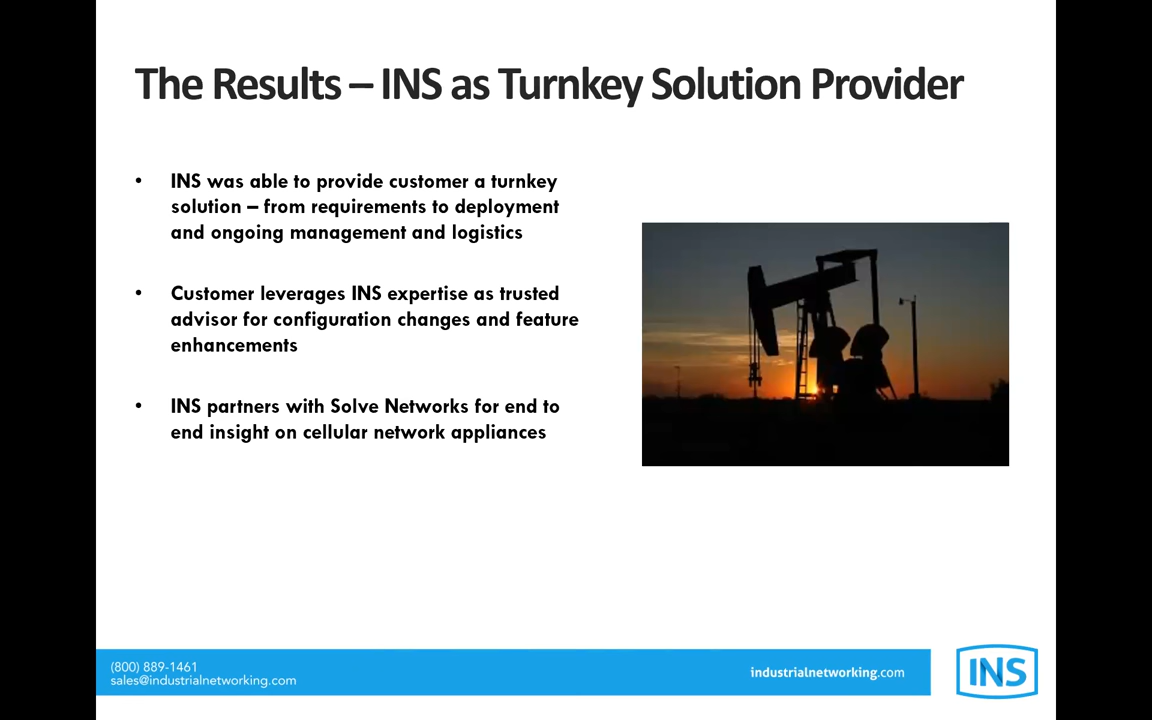 The Results – INS as Turnkey Solution Provider
• INS was able to provide customer a turnkey
solution – from requirements to deployment
and ongoing management and logistics
• Customer leverages INS expertise as trusted
advisor for configuration changes and feature
enhancements
• INS partners with Solve Networks for end to
end insight on cellular network appliances
(800) 889-1461
sales@industrialnetworking.com
industrialnetworking.com
INS